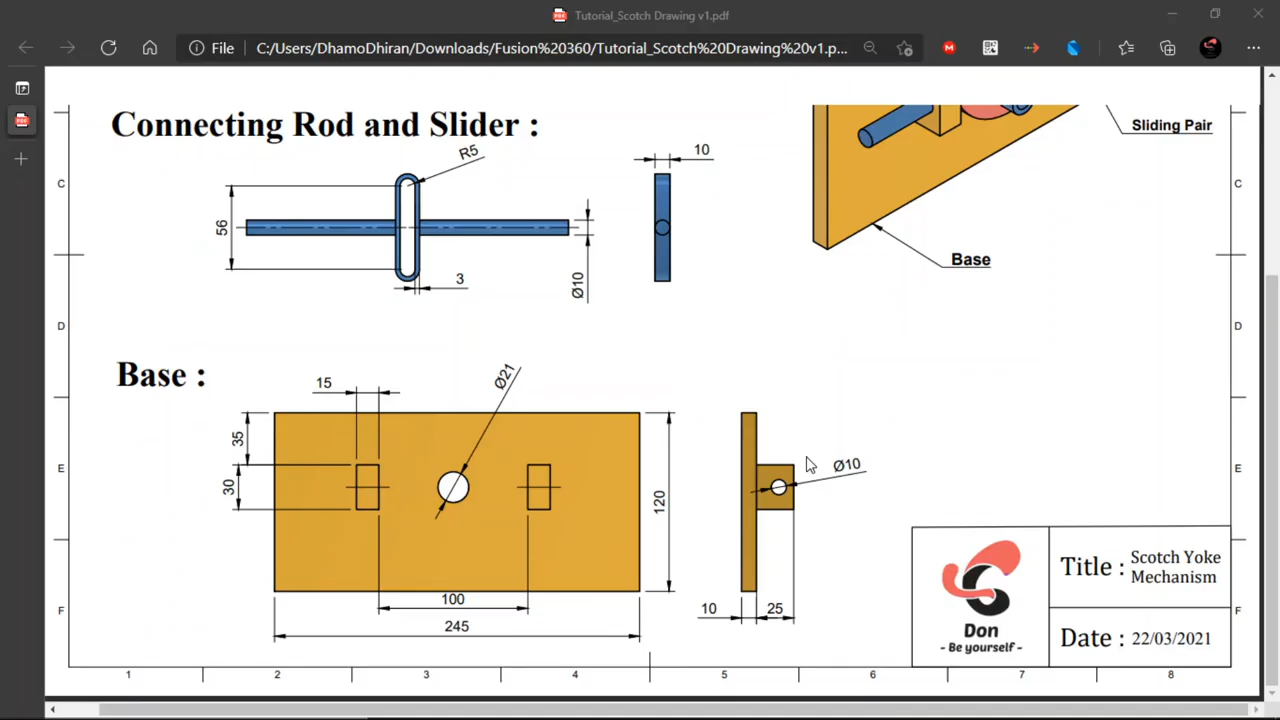 Tutorial_Scotch Drawing v1.pdf
File
C:/Users/DhamoDhiran/Downloads/Fusion%20360/Tutorial_Scotch%20Drawing%20v1.p...
Connecting Rod and Slider :
R5
10
56
3
Ø10
Sliding Pair
Base
C
C
D
D
Base :
15
Ø21
35
30
120
100
245
Ø10
10
25
E
E
F
F
Don
- Be yourself -
Title : Scotch Yoke
Mechanism
Date : 22/03/2021
1
2
3
4
5
6
7
8